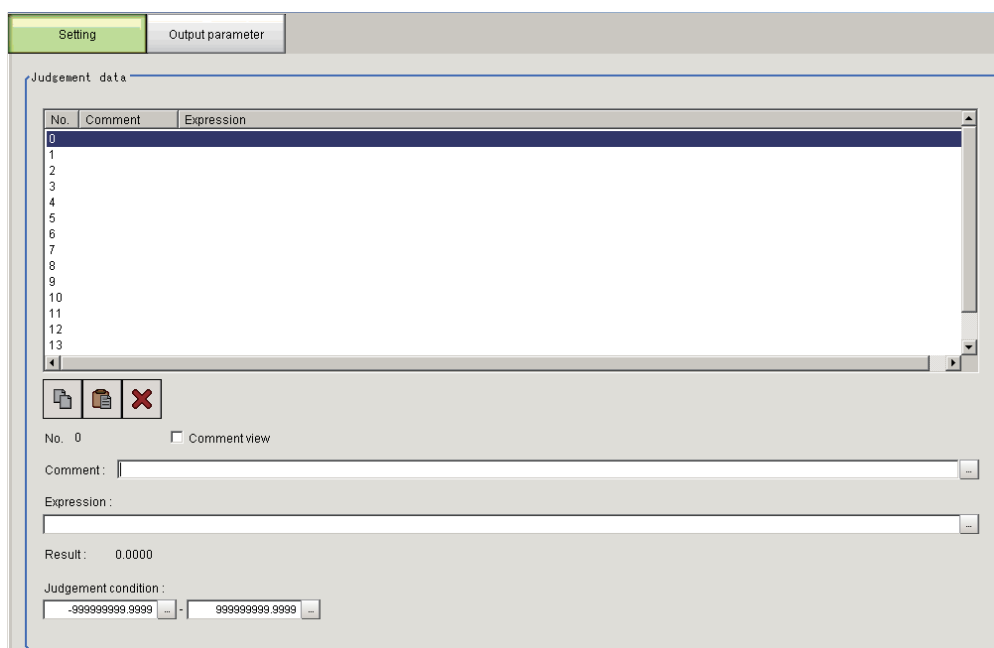 Setting Output parameter
Judgement data
No. Comment Expression
0
1
2
3
4
5
6
7
8
9
10
11
12
13
No. 0 Comment view
Comment : ...
Expression :
...
Result : 0.0000
Judgement condition :
-999999999.9999 ... - 999999999.9999 ...